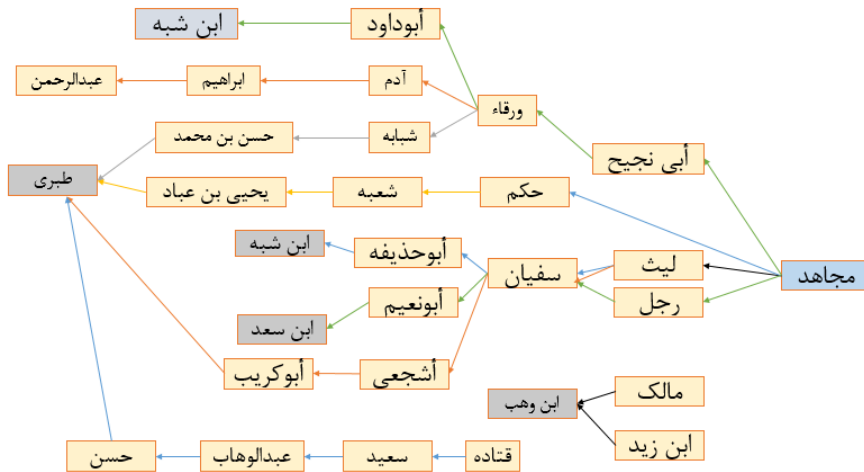 أبوداود
ابن شبه
آدم
ابراهیم
عبدالرحمن
ورقاء
شبابه
حسن بن محمد
أبی نجیح
طبری
حکم
شعبه
یحیی بن عباد
أبوحذیفه
ابن شبه
لیث
سفیان
مجاهد
رجل
أبونعیم
ابن سعد
أشجعی
أبوکریب
مالک
ابن وهب
ابن زید
قتاده
سعید
عبدالوهاب
حسن